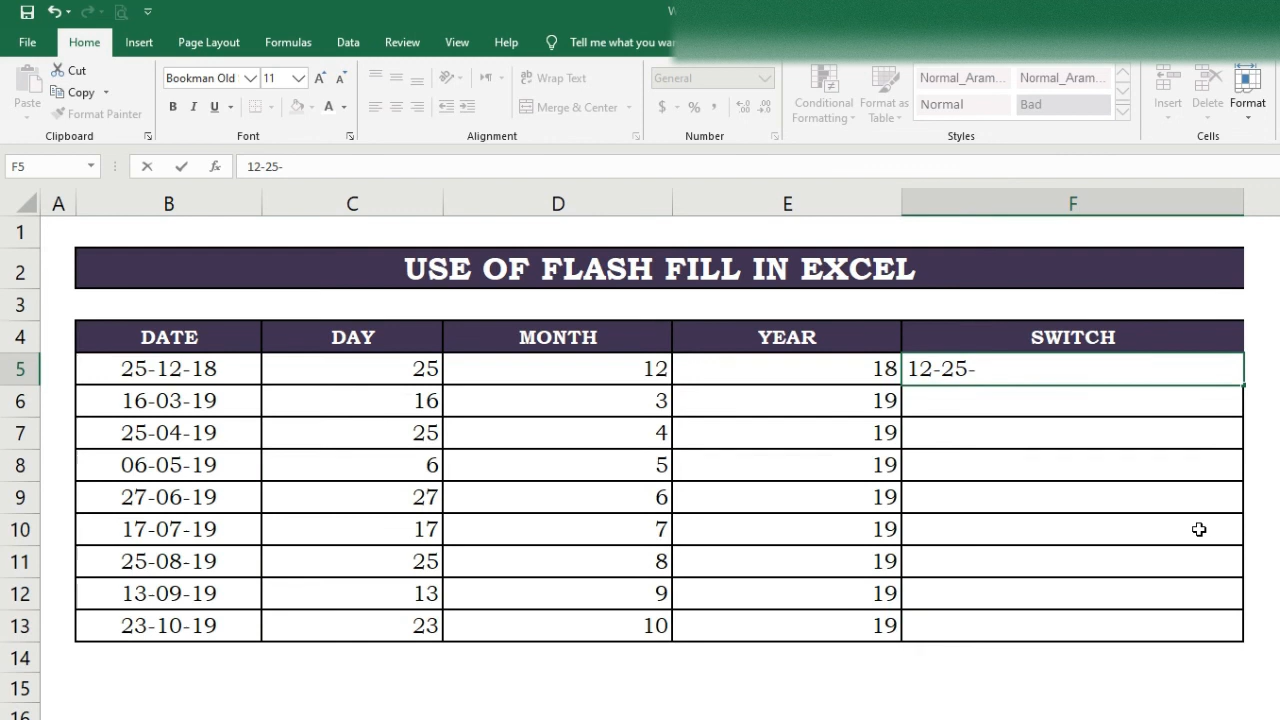 File Home Insert Page Layout Formulas Data Review View Help Tell me what you
Cut
Copy
Format Painter
Paste
Clipboard
Bookman Old 11
B I U
Font
Wrap Text
Merge & Center
Alignment
General
$ % ,
Number
Conditional Formatting
Format as Table
Normal_Aram... Normal_Aram...
Normal Bad
Styles
Insert Delete Format
Cells
F5 fx 12-25-
A B C D E F
1
2 USE OF FLASH FILL IN EXCEL
3
4 DATE DAY MONTH YEAR SWITCH
5 25-12-18 25 12 18 12-25-
6 16-03-19 16 3 19
7 25-04-19 25 4 19
8 06-05-19 6 5 19
9 27-06-19 27 6 19
10 17-07-19 17 7 19
11 25-08-19 25 8 19
12 13-09-19 13 9 19
13 23-10-19 23 10 19
14
15
16